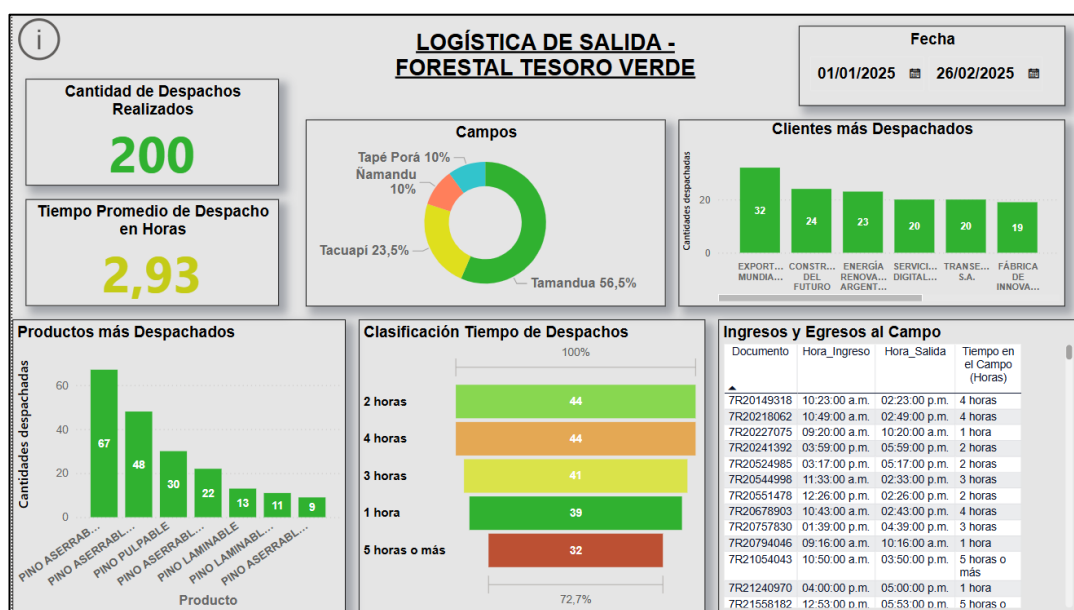 i
LOGÍSTICA DE SALIDA -
FORESTAL TESORO VERDE
Fecha
01/01/2025 26/02/2025
Cantidad de Despachos
Realizados
200
Tiempo Promedio de Despacho
en Horas
2,93
Campos
Tapé Porá 10%
Ñamandu
10%
Tacuapi 23,5%
Tamandua 56,5%
Clientes más Despachados
Cantidades despachadas
20
0
32
24
23
20
20
19
EXPORT...
MUNDIA...
CONSTR...
DEL
FUTURO
ENERGÍA
RENOVA...
ARGENT...
SERVICI...
DIGITAL...
TRANSE...
S.A.
FÁBRICA
DE
INNOVA...
Productos más Despachados
Cantidades despachadas
60
40
20
0
67
48
30
22
13
11
9
PINO ASERRAB...
PINO ASERRABL...
PINO PULPABLE
PINO ASERRABL...
PINO LAMINABLE
PINO LAMINABL...
PINO ASERRABL...
Producto
Clasificación Tiempo de Despachos
100%
2 horas 44
4 horas 44
3 horas 41
1 hora 39
5 horas o más 32
72,7%
Ingresos y Egresos al Campo
Documento Hora_Ingreso Hora_Salida Tiempo en
el Campo
(Horas)
7R20149318 10:23:00 a.m. 02:23:00 p.m. 4 horas
7R20218062 10:49:00 a.m. 02:49:00 p.m. 4 horas
7R20227075 09:20:00 a.m. 10:20:00 a.m. 1 hora
7R20241392 03:59:00 p.m. 05:59:00 p.m. 2 horas
7R20524985 03:17:00 p.m. 05:17:00 p.m. 2 horas
7R20544998 11:33:00 a.m. 02:33:00 p.m. 3 horas
7R20551478 12:26:00 p.m. 02:26:00 p.m. 2 horas
7R20678903 10:43:00 a.m. 02:43:00 p.m. 4 horas
7R20757830 01:39:00 p.m. 04:39:00 p.m. 3 horas
7R20794046 09:16:00 a.m. 10:16:00 a.m. 1 hora
7R21054043 10:50:00 a.m. 03:50:00 p.m. 5 horas o
más
7R21240970 04:00:00 p.m. 05:00:00 p.m. 1 hora
7R21558182 12:53:00 p.m. 05:53:00 p.m. 5 horas o